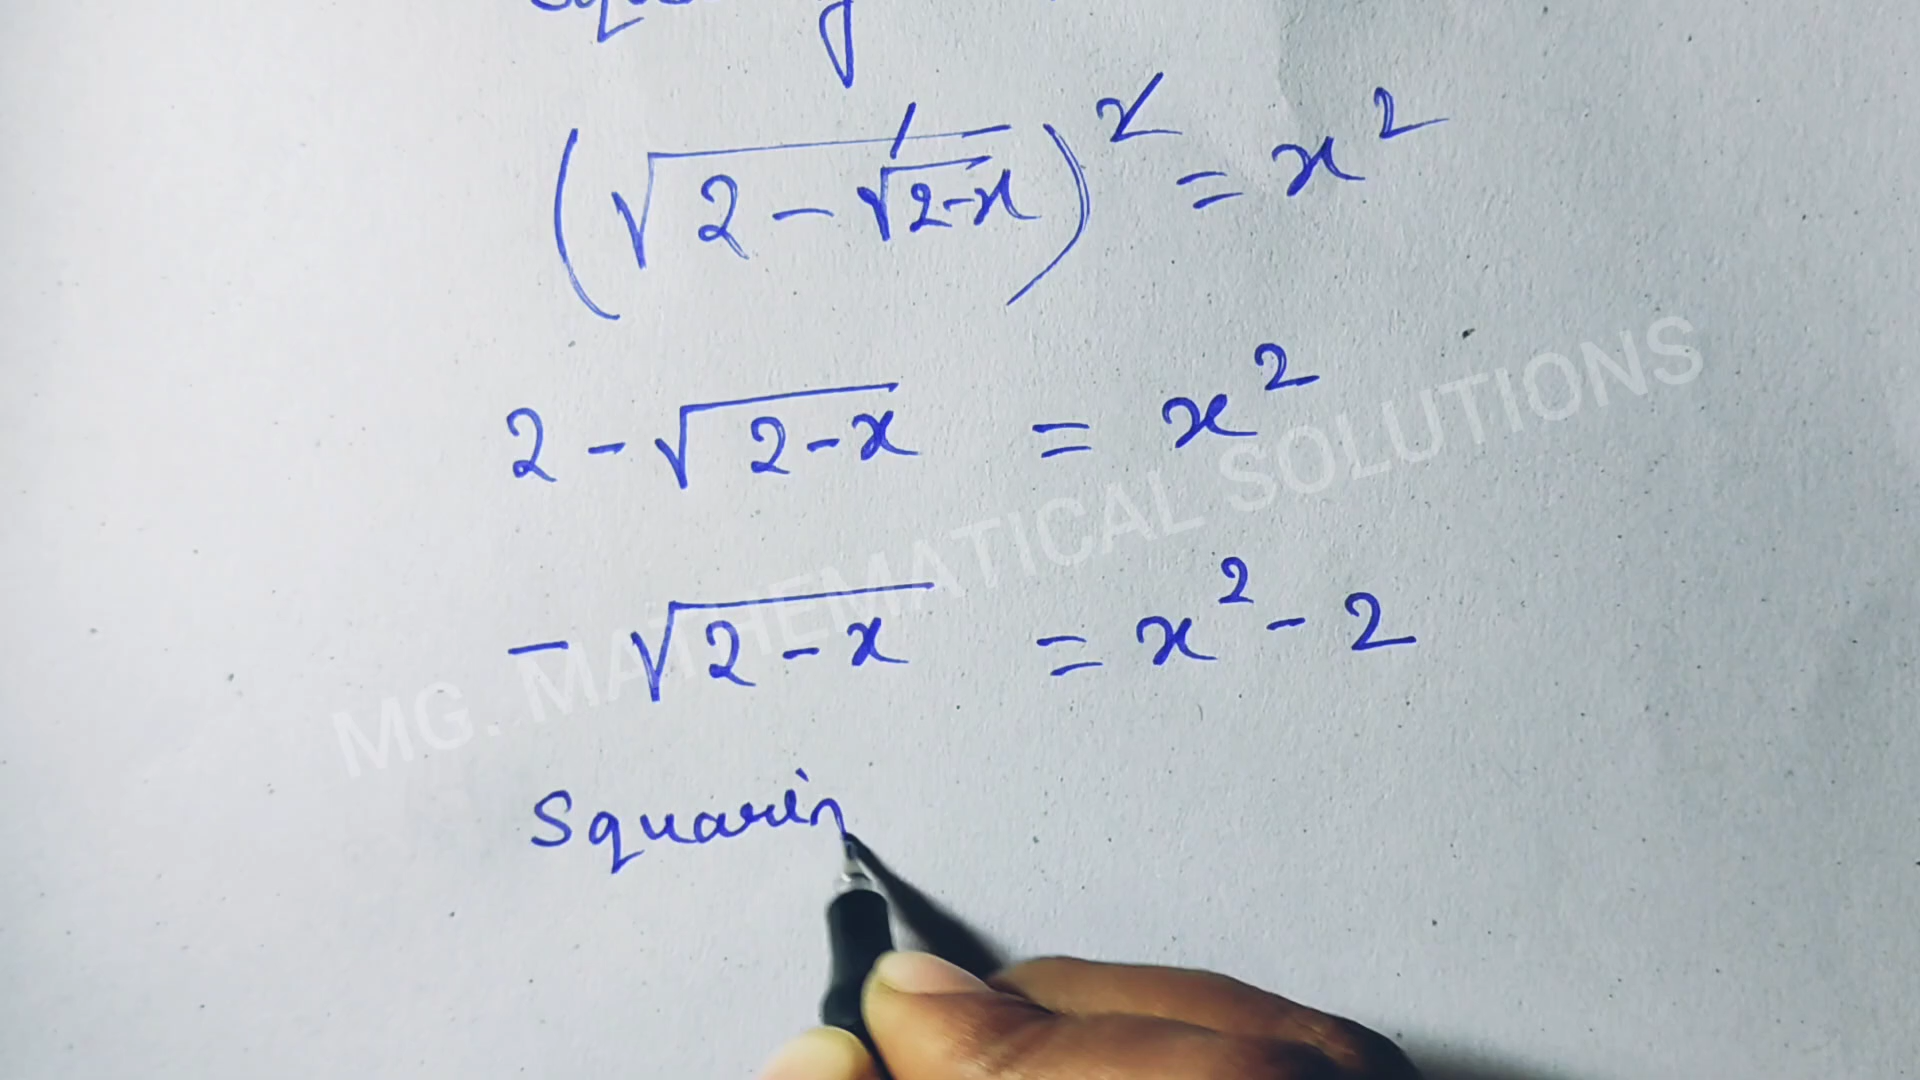 (√(2 - √(2-x)))² = x²
2 - √(2-x) = x²
- √(2-x) = x² - 2
Squarin
MG. MATHEMATICAL SOLUTIONS